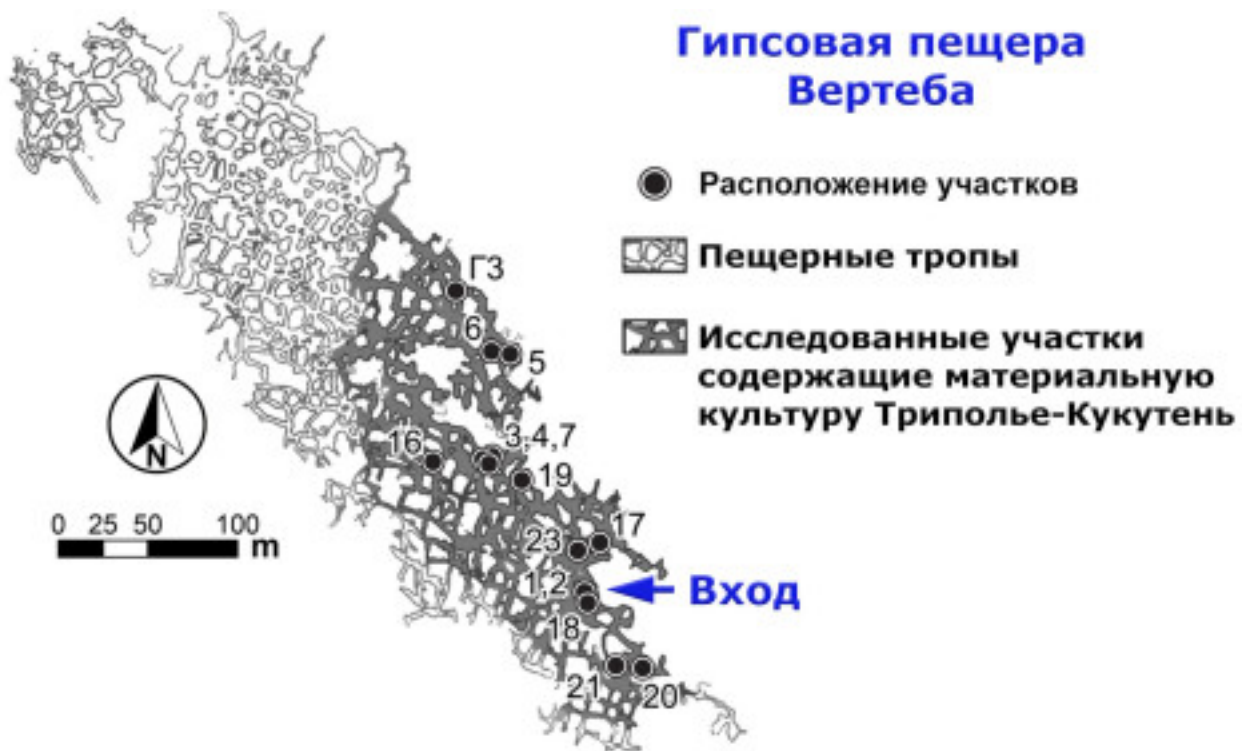 Гипсовая пещера
Вертеба
Расположение участков
Пещерные тропы
Исследованные участки
содержащие материальную
культуру Триполье-Кукутень
Г3
6
5
3,4,7
16
19
17
23
1,2
Вход
18
21
20
N
0 25 50 100 m